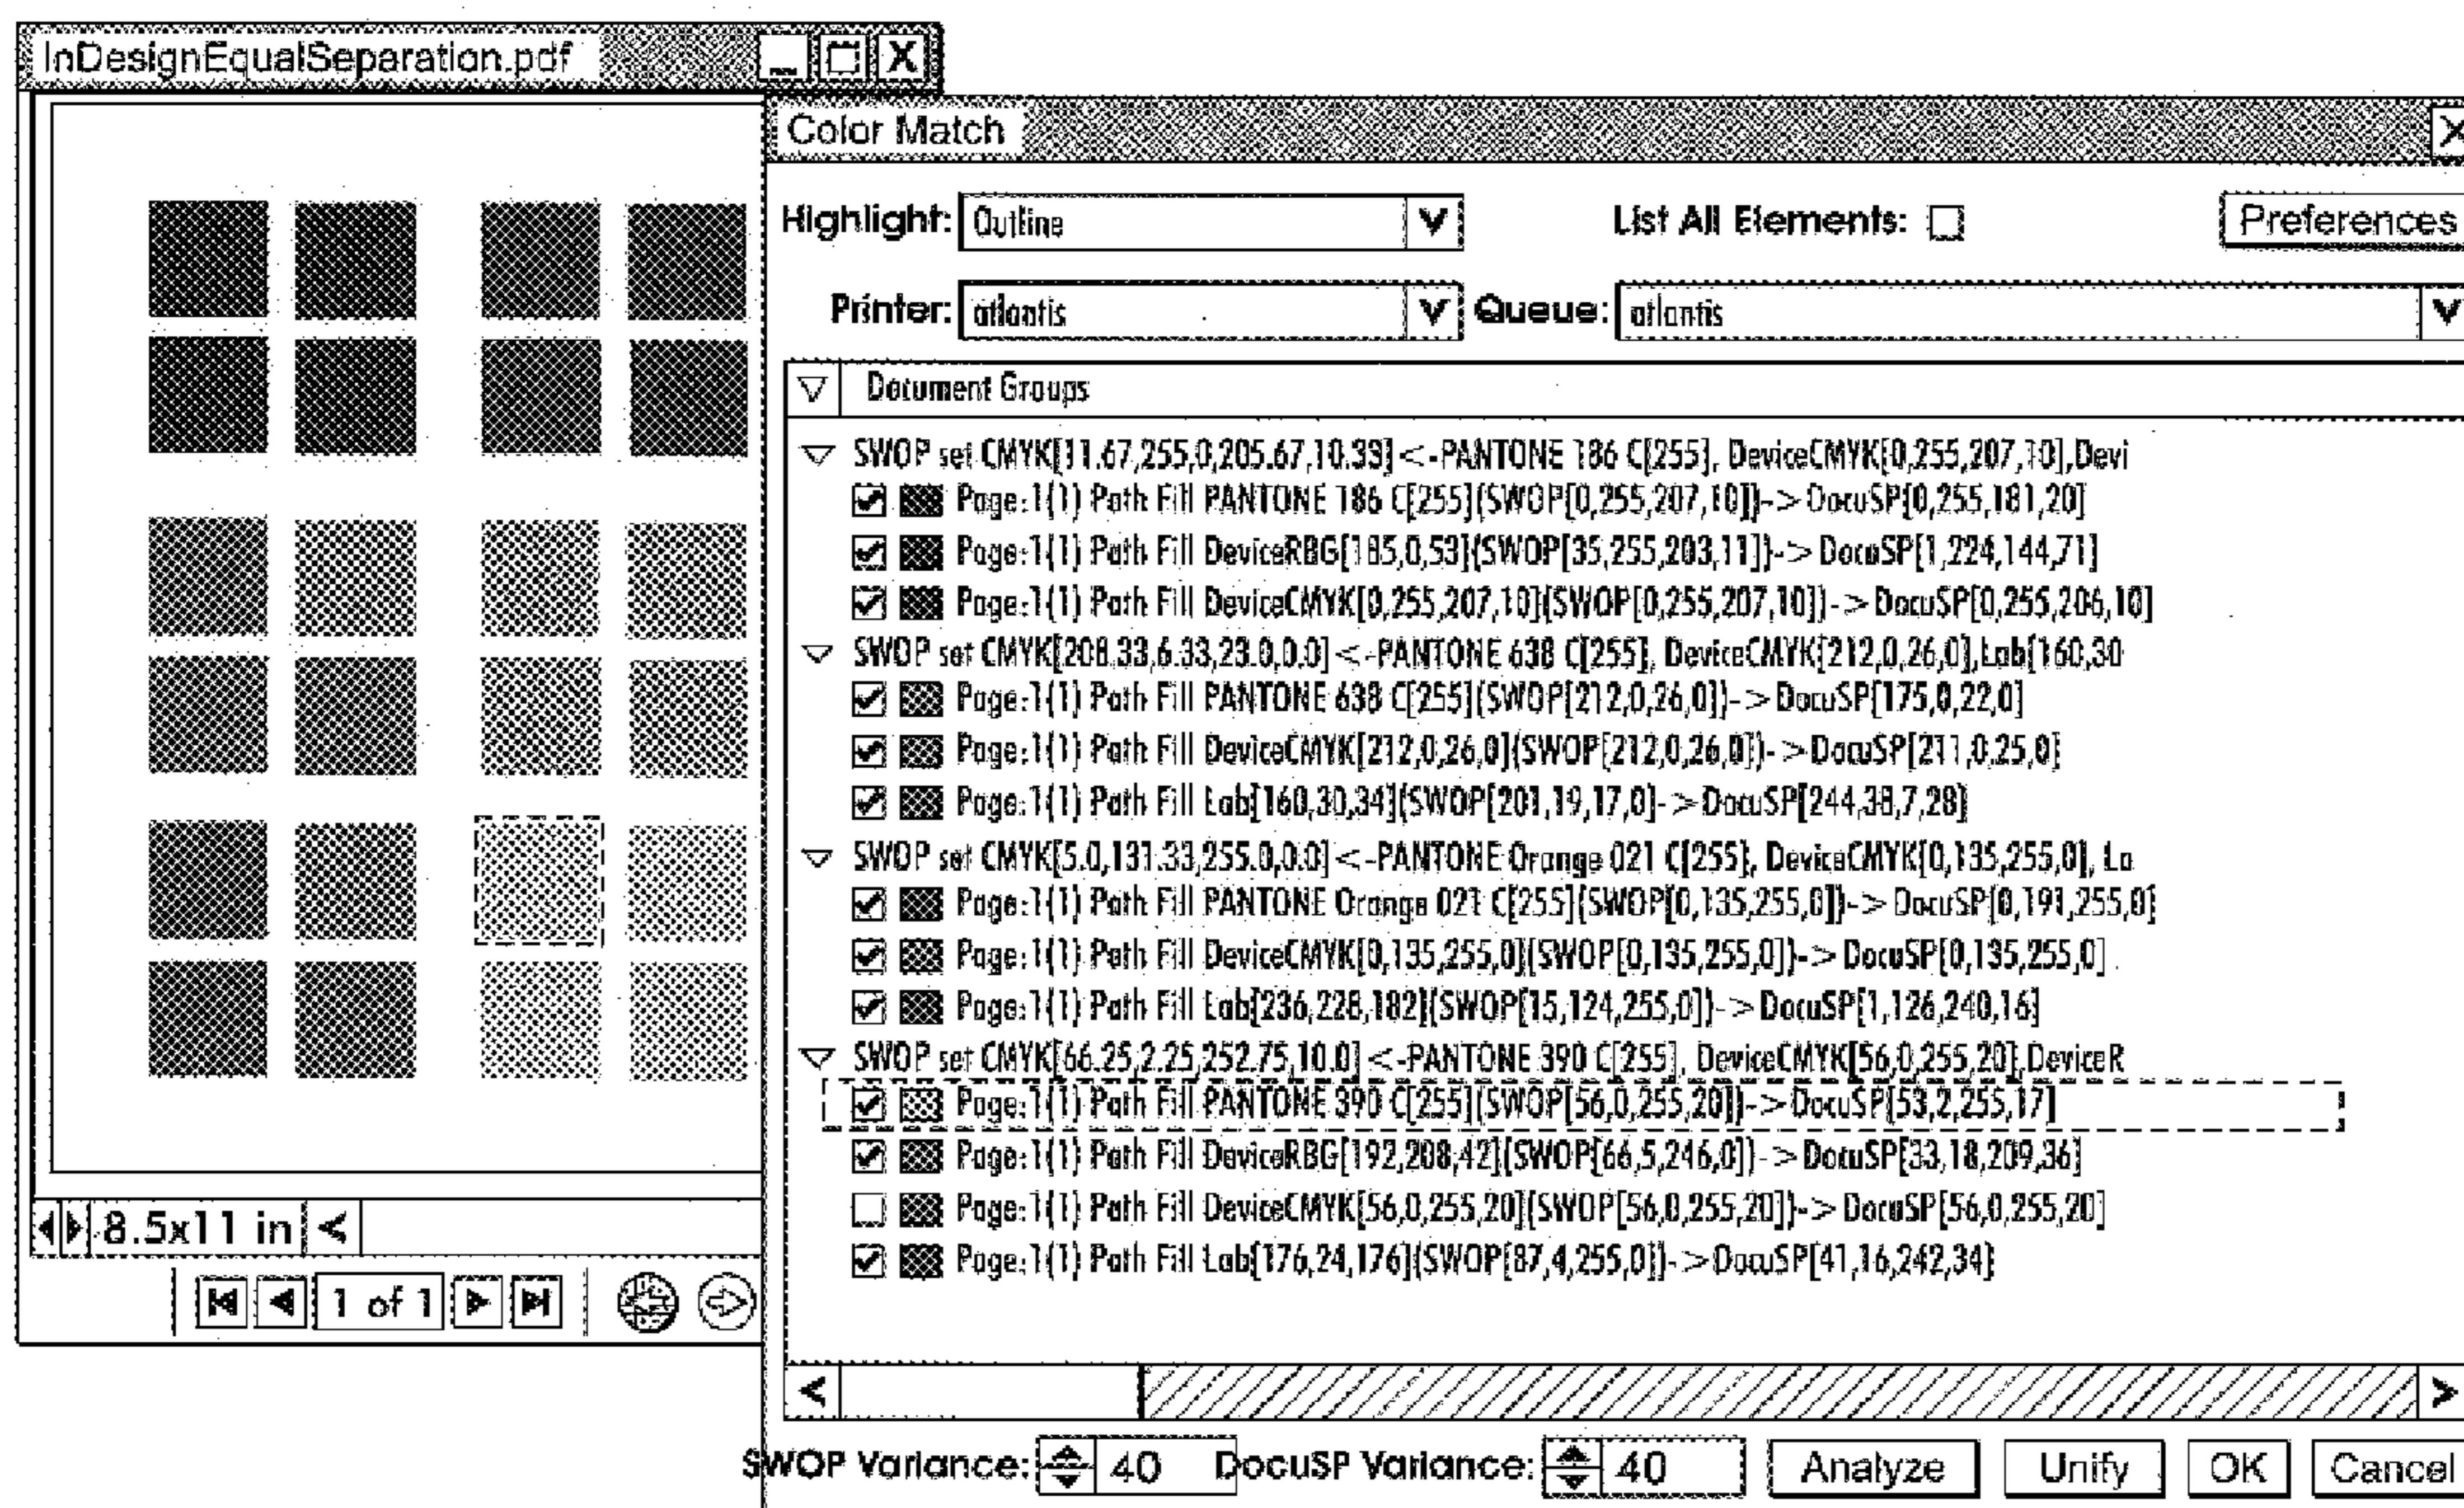 InDesignEqualSeparation.pdf
Color Match
Highlight: Outline
List All Elements:
Preferences
Printer: atlantis
Queue: atlantis
Document Groups
SWOP set CMYK[11.67,255,0,205.67,10.33] <-PANTONE 186 C[255], DeviceCMYK[0,255,207,10],Devi
Page:1(1) Path Fill PANTONE 186 C[255](SWOP[0,255,207,10])-> DocuSP[0,255,181,20]
Page:1(1) Path Fill DeviceRBG[185,0,53](SWOP[35,255,203,11])-> DocuSP[1,224,144,71]
Page:1(1) Path Fill DeviceCMYK[0,255,207,10](SWOP[0,255,207,10])-> DocuSP[0,255,206,10]
SWOP set CMYK[208.33,6.33,23.0,0.0] <-PANTONE 638 C[255], DeviceCMYK[212,0,26,0],Lab[160,30
Page:1(1) Path Fill PANTONE 638 C[255](SWOP[212,0,26,0])-> DocuSP[175,0,22,0]
Page:1(1) Path Fill DeviceCMYK[212,0,26,0](SWOP[212,0,26,0])-> DocuSP[211,0,25,0]
Page:1(1) Path Fill Lab[160,30,34](SWOP[201,19,17,0]-> DocuSP[244,38,7,28]
SWOP set CMYK[5.0,131.33,255.0,0.0] <-PANTONE Orange 021 C[255], DeviceCMYK[0,135,255,0], La
Page:1(1) Path Fill PANTONE Orange 021 C[255](SWOP[0,135,255,0])-> DocuSP[0,191,255,0]
Page:1(1) Path Fill DeviceCMYK[0,135,255,0](SWOP[0,135,255,0])-> DocuSP[0,135,255,0]
Page:1(1) Path Fill Lab[236,228,182](SWOP[15,124,255,0])-> DocuSP[1,126,240,16]
SWOP set CMYK[66.25,2.25,252.75,10.0] <-PANTONE 390 C[255], DeviceCMYK[56,0,255,20],DeviceR
Page:1(1) Path Fill PANTONE 390 C[255](SWOP[56,0,255,20])-> DocuSP[53,2,255,17]
Page:1(1) Path Fill DeviceRBG[192,208,42](SWOP[66,5,246,0])-> DocuSP[33,18,209,36]
Page:1(1) Path Fill DeviceCMYK[56,0,255,20](SWOP[56,0,255,20])-> DocuSP[56,0,255,20]
Page:1(1) Path Fill Lab[176,24,176](SWOP[87,4,255,0])-> DocuSP[41,16,242,34]
8.5x11 in
1 of 1
SWOP Variance: 40
DocuSP Variance: 40
Analyze
Unify
OK
Cancel